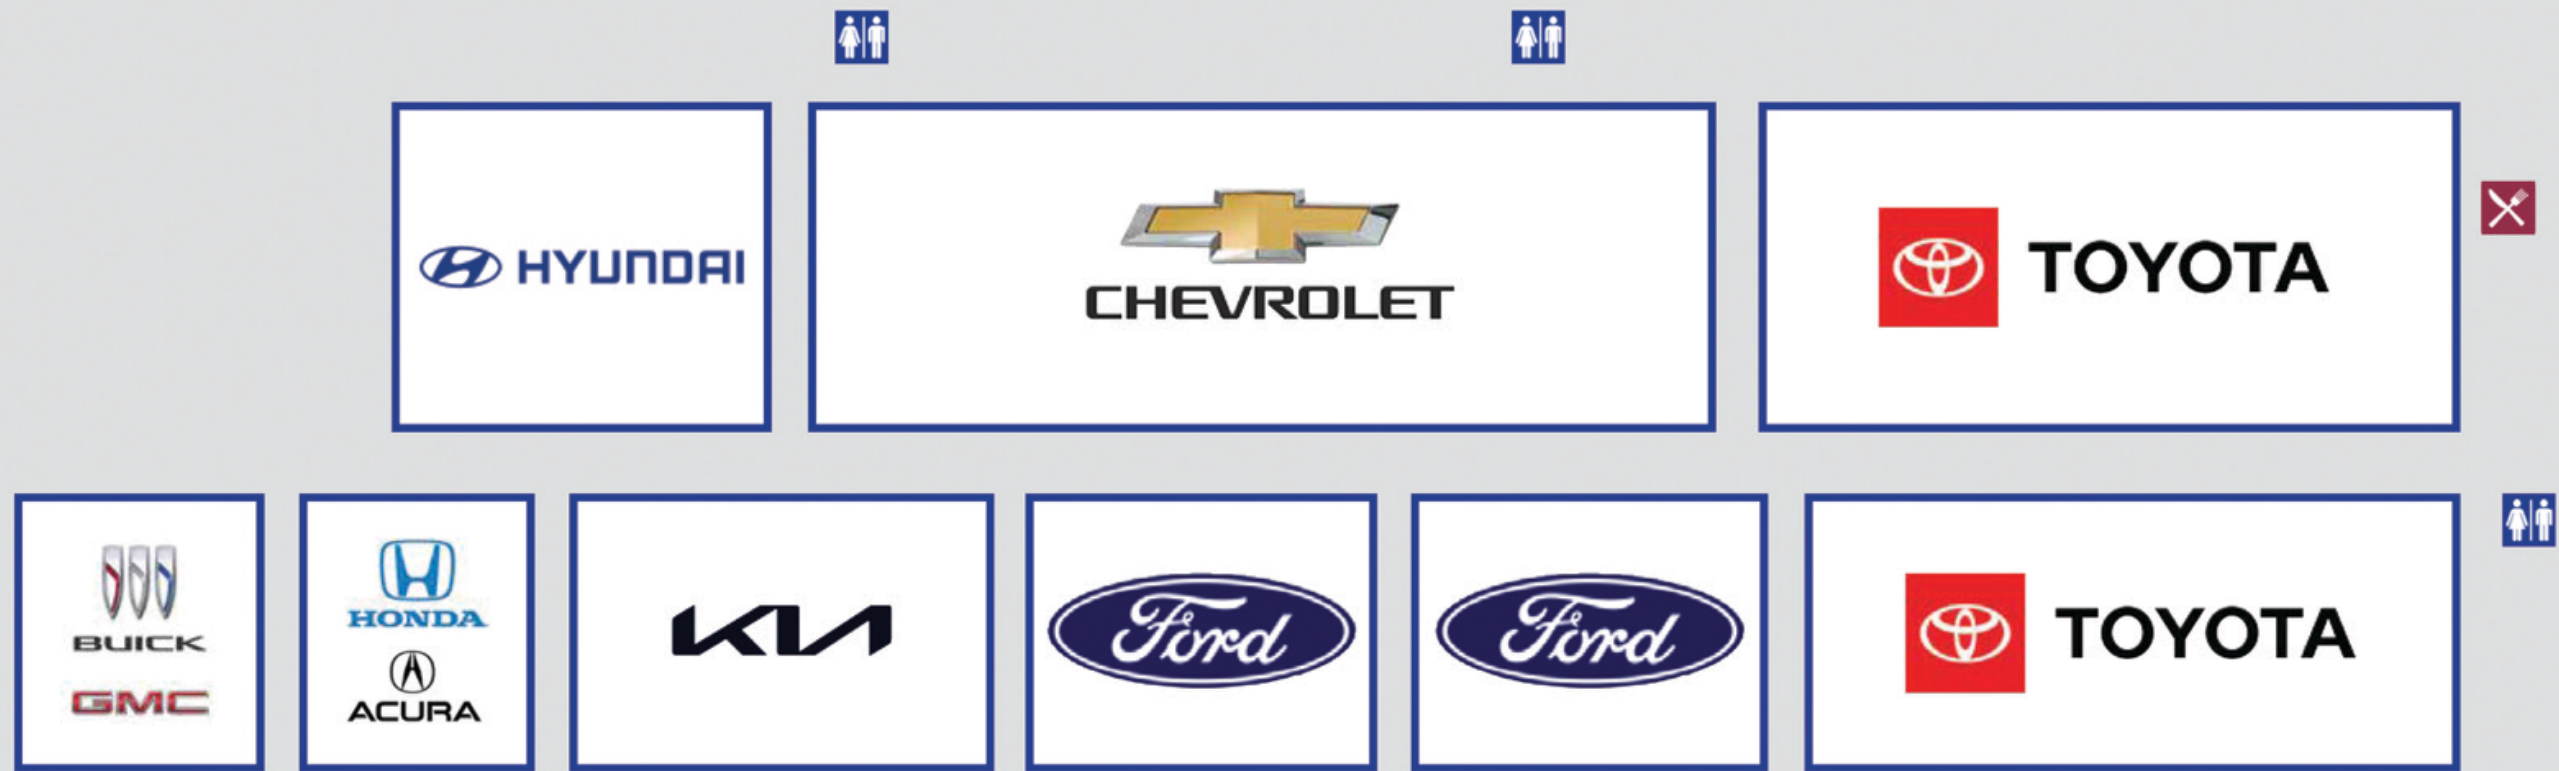 HYUNDAI
CHEVROLET
TOYOTA
BUICK
GMC
HONDA
ACURA
KIA
Ford
Ford
TOYOTA